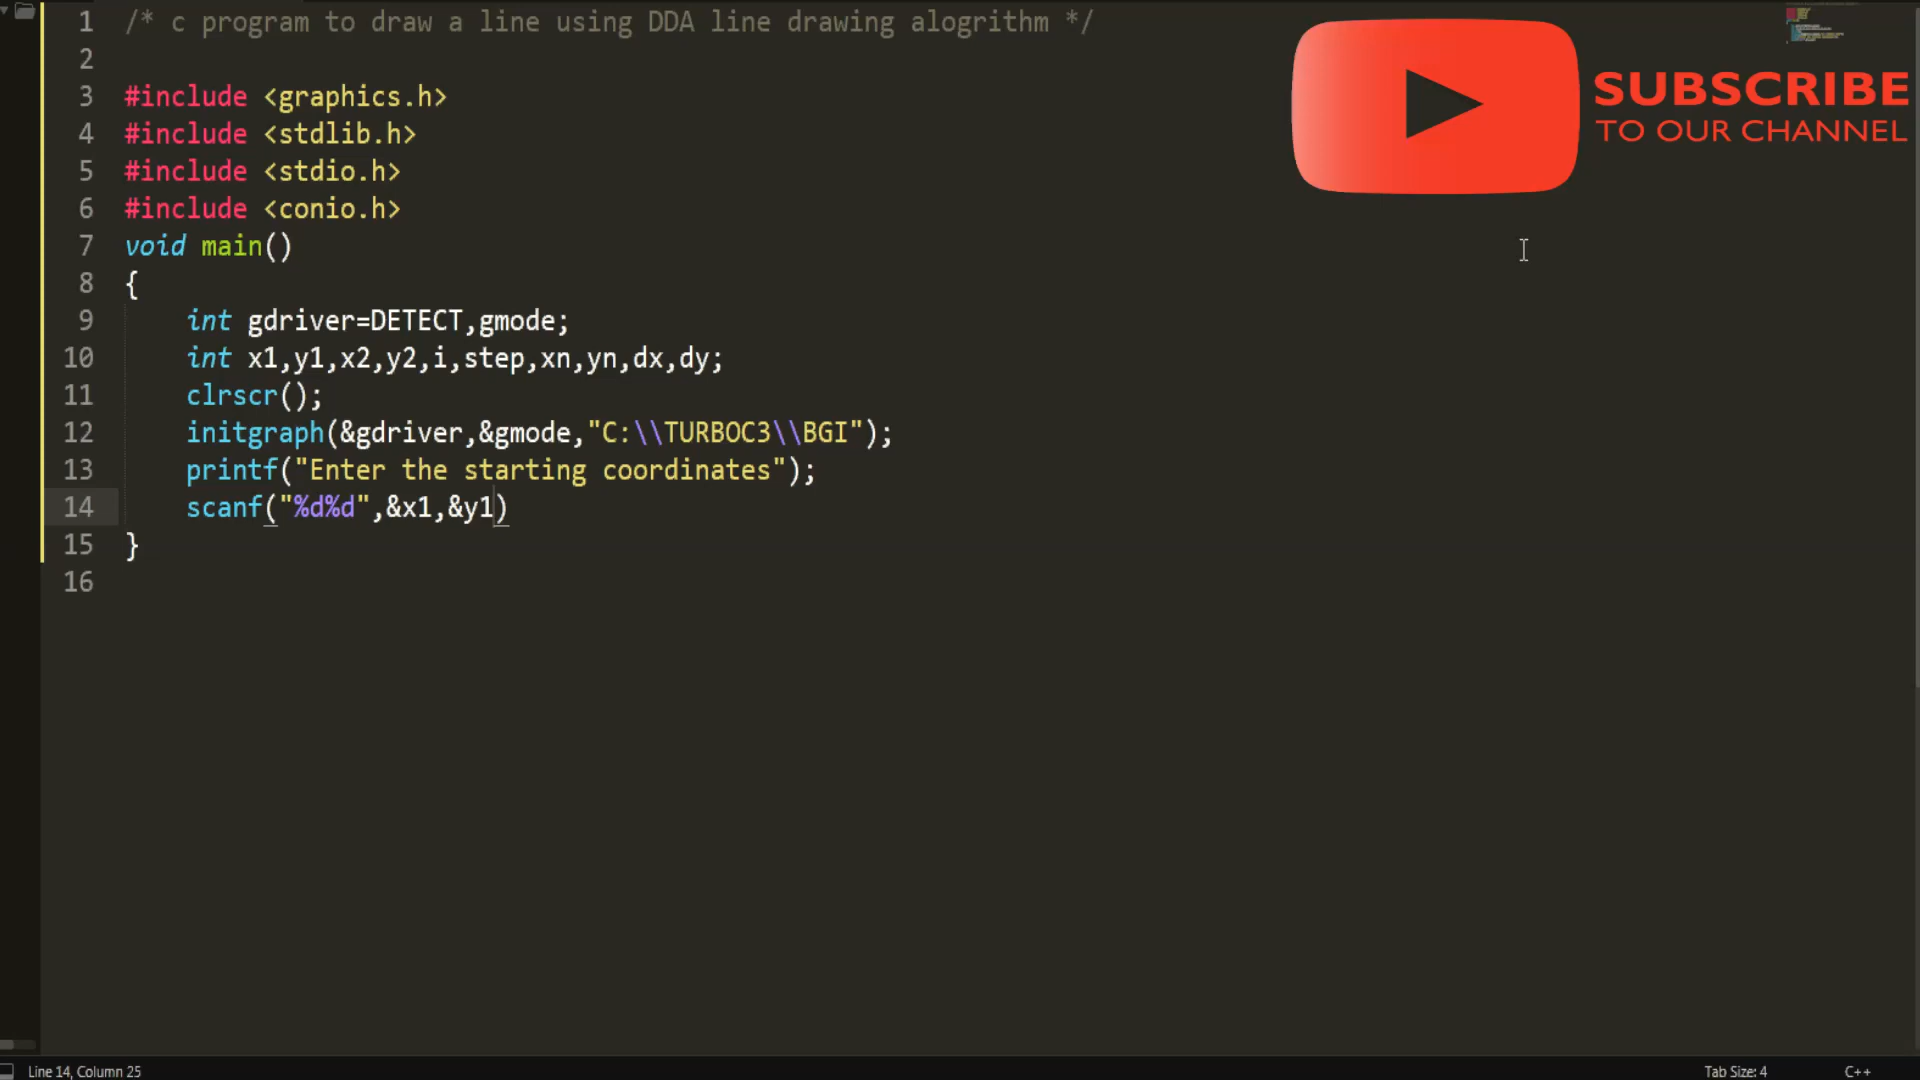 1 /* c program to draw a line using DDA line drawing alogrithm */
2
3 #include <graphics.h>
4 #include <stdlib.h>
5 #include <stdio.h>
6 #include <conio.h>
7 void main()
8 {
9 int gdriver=DETECT,gmode;
10 int x1,y1,x2,y2,i,step,xn,yn,dx,dy;
11 clrscr();
12 initgraph(&gdriver,&gmode,"C:\\TURBOC3\\BGI");
13 printf("Enter the starting coordinates");
14 scanf("%d%d",&x1,&y1)
15 }
16
SUBSCRIBE
TO OUR CHANNEL
Line 14, Column 25
Tab Size: 4
C++